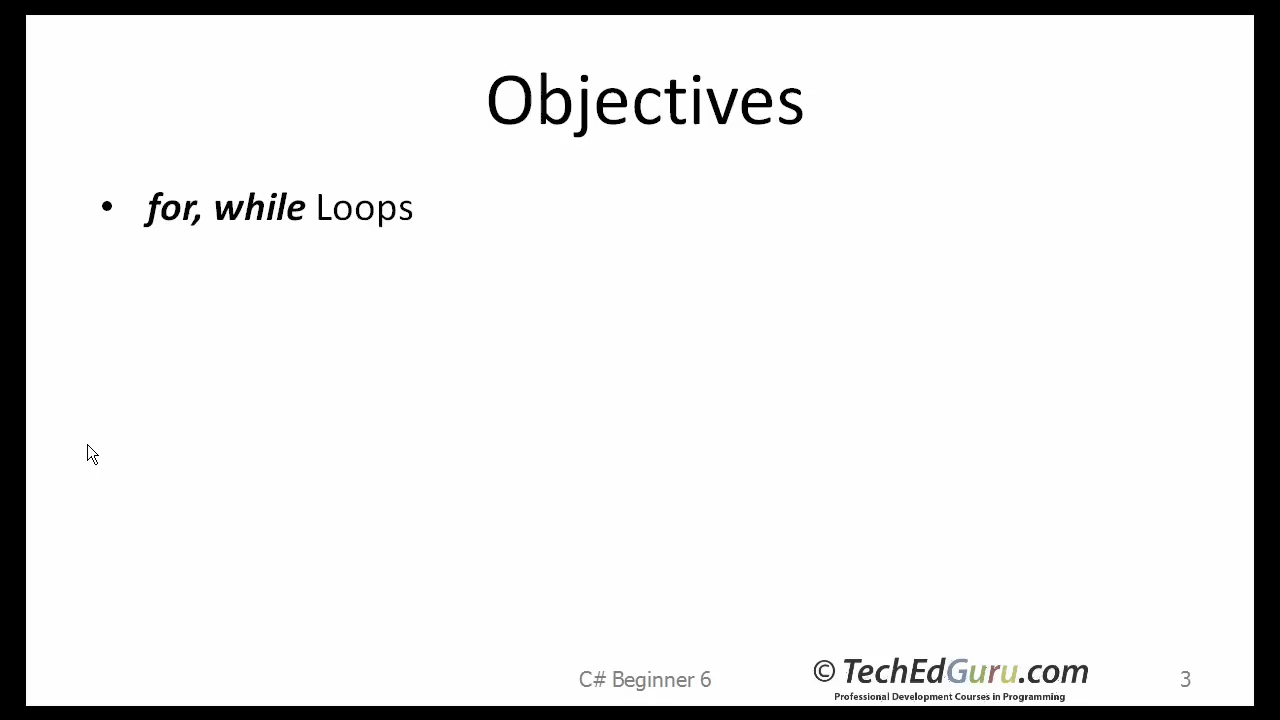 Objectives
• for, while Loops
C# Beginner 6
© TechEdGuru.com
Professional Development Courses in Programming
3